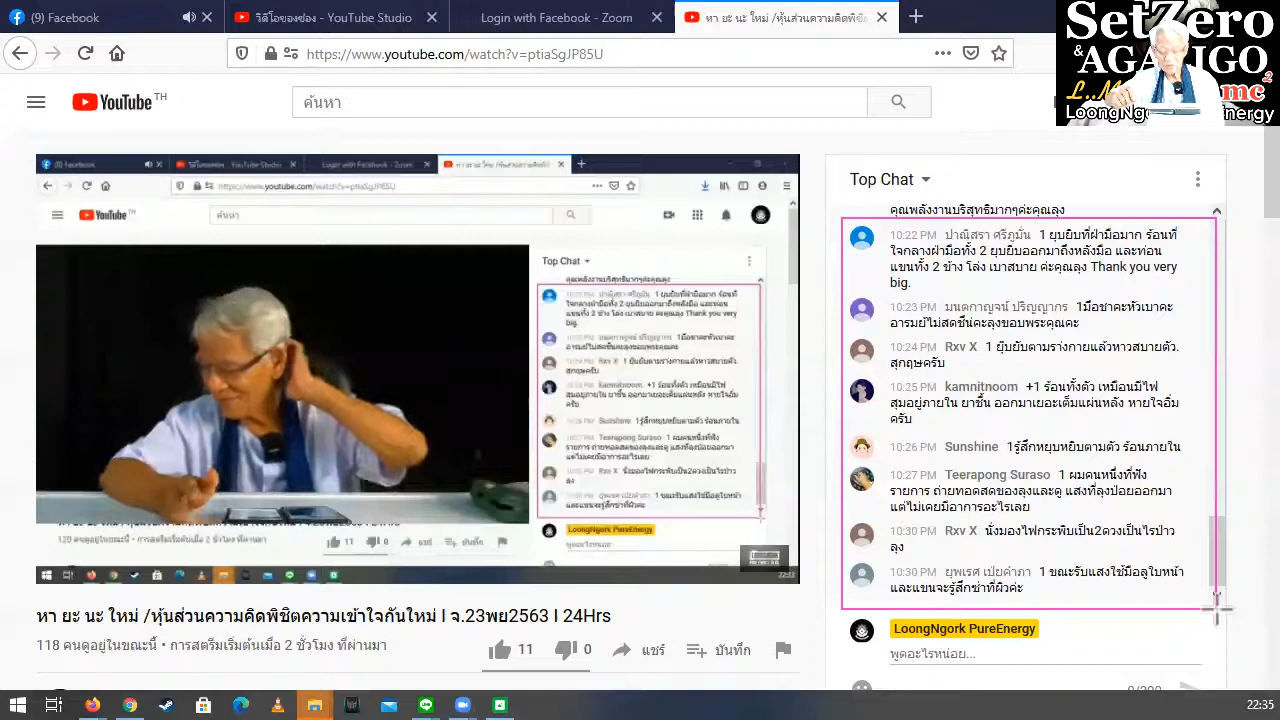 (9) Facebook
วิดีโอของช่อง - YouTube Studio
Login with Facebook - Zoom
หา ยะ นะ ใหม่ /หุ้นส่วนความคิดพิชิต
https://www.youtube.com/watch?v=ptiaSgJP85U
SetZero
&
LoongNg
nergy
YouTube TH
ค้นหา
Top Chat
คุณพลังงานบริสุทธิมากๆค่ะคุณลุง
10:22 PM ปาณิสรา ศรีภูมั่น 1 ยุบยิบที่ฝ่ามือมาก ร้อนที่
ใจกลางฝ่ามือทั้ง 2 ยุบยิบออกมาถึงหลังมือ และท่อน
แขนทั้ง 2 ข้าง โล่ง เบาสบาย ค่ะคุณลุง Thank you very
big.
10:23 PM มนตกาญจน์ ปริญญากร 1มือชาคะหัวเบาคะ
อารมย์ไม่สดชื่น่คะลุงขอบพระคุณคะ
10:24 PM Rxv X 1 ยุ๊บยับตามร่างกายแล้วหาวสบายตัว.
สุกฤษครับ
10:25 PM kamnitnoom +1 ร้อนทั้งตัว เหมือนมีไฟ
สุมอยู่ภายใน ยาซึ้น ออกมาเยอะเต็มแผ่นหลัง หายใจอิ่ม
ครับ
10:26 PM Sunshine 1รู้สึกหยุบหยิบตามตัว ร้อนภายใน
10:27 PM Teerapong Suraso 1 ผมคนหนึ่งที่ฟัง
รายการ ถ่ายทอดสดของลุงและดู แสงที่ลุงปล่อยออกมา
แต่ไม่เคยมีอาการอะไรเลย
10:30 PM Rxv X นั่งมองไฟกระพับเป็น2ดวงเป็นไรป่าว
ลุง
10:30 PM ยุพเรศ เปียคำภา 1 ขณะรับแสงใช้มือลูบใบหน้า
และแขนจะรู้สึกซ่าที่ผิวค่ะ
LoongNgork PureEnergy
พูดอะไรหน่อย...
0/200
หา ยะ นะ ใหม่ /หุ้นส่วนความคิดพิชิตความเข้าใจกันใหม่ I จ.23พย2563 I 24Hrs
118 คนดูอยู่ในขณะนี้ • การสตรีมเริ่มต้นเมื่อ 2 ชั่วโมง ที่ผ่านมา
11
0
แชร์
บันทึก
22:35